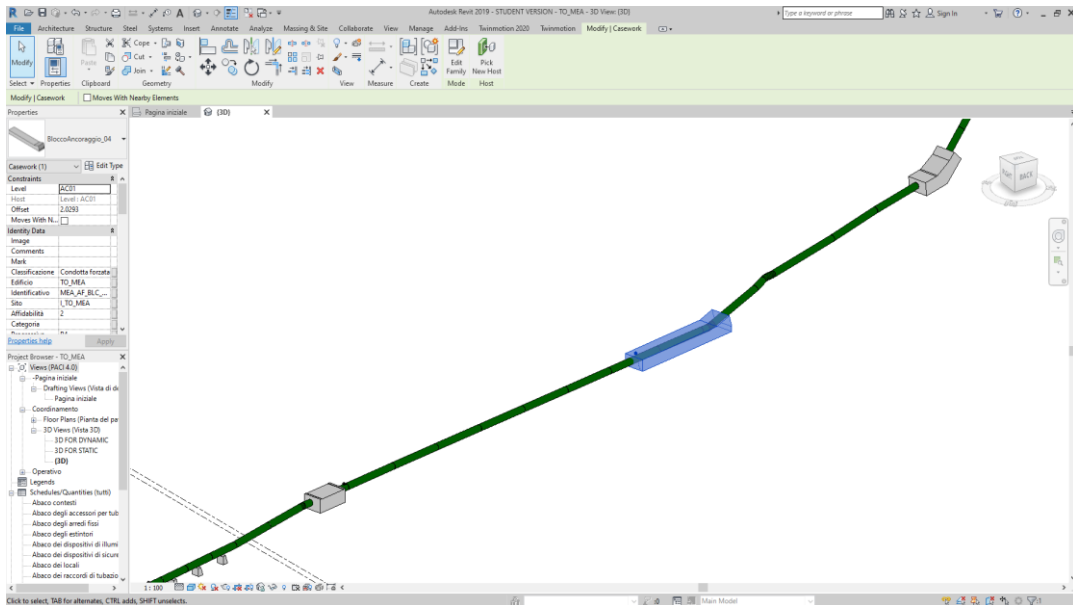 Autodesk Revit 2019 - STUDENT VERSION - TO_MEA - 3D View: {3D}
Type a keyword or phrase
Sign In
File Architecture Structure Steel Systems Insert Annotate Analyze Massing & Site Collaborate View Manage Add-Ins Twinmotion 2020 Twinmotion Modify | Casework
Modify Paste Cope Cut Join Edit Family Pick New Host
Select Properties Clipboard Geometry Modify View Measure Create Mode Host
Modify | Casework Moves With Nearby Elements
Properties
Pagina iniziale {3D}
BloccoAncoraggio_04
Casework (1) Edit Type
Constraints
Level AC01
Host Level : AC01
Offset 2.0293
Moves With N...
Identity Data
Image
Comments
Mark
Classificazione Condotta forzata
Edificio TO_MEA
Identificativo MEA_AF_BLC_...
Sito I_TO_MEA
Affidabilità 2
Categoria
Properties help Apply
Project Browser - TO_MEA
Views (PACI 4.0)
-Pagina iniziale
Drafting Views (Vista di de
Pagina iniziale
Coordinamento
Floor Plans (Pianta del pa
3D Views (Vista 3D)
3D FOR DYNAMIC
3D FOR STATIC
{3D}
Operativo
Legends
Schedules/Quantities (tutti)
Abaco contesti
Abaco degli accessori per tub
Abaco degli arredi fissi
Abaco degli estintori
Abaco dei dispositivi di illumi
Abaco dei dispositivi di sicure
Abaco dei locali
Abaco dei raccordi di tubazio
BACK
1 : 100
Click to select, TAB for alternates, CTRL adds, SHIFT unselects.
Main Model